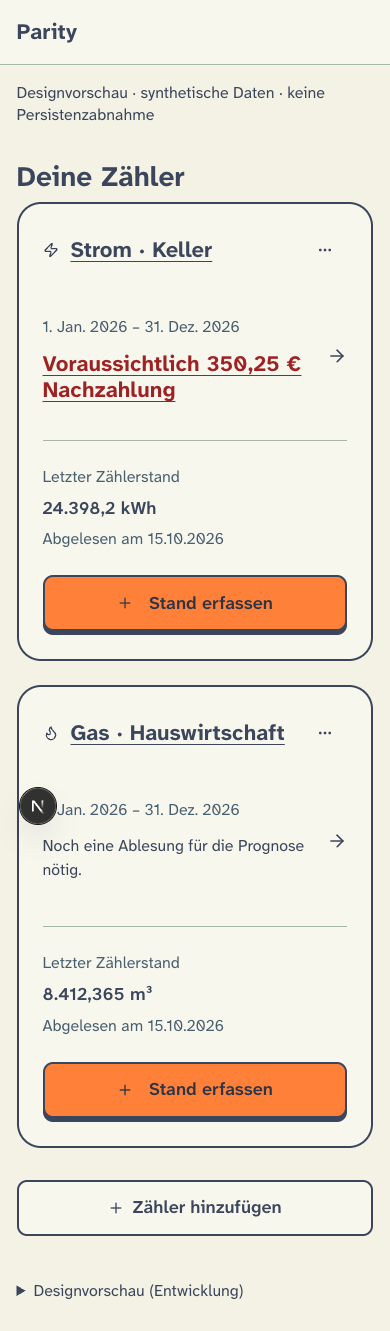 Parity
Designvorschau · synthetische Daten · keine
Persistenzabnahme
Deine Zähler
Strom · Keller
1. Jan. 2026 – 31. Dez. 2026
Voraussichtlich 350,25 €
Nachzahlung
Letzter Zählerstand
24.398,2 kWh
Abgelesen am 15.10.2026
+ Stand erfassen
Gas · Hauswirtschaft
N
Jan. 2026 – 31. Dez. 2026
Noch eine Ablesung für die Prognose
nötig.
Letzter Zählerstand
8.412,365 m³
Abgelesen am 15.10.2026
+ Stand erfassen
+ Zähler hinzufügen
Designvorschau (Entwicklung)